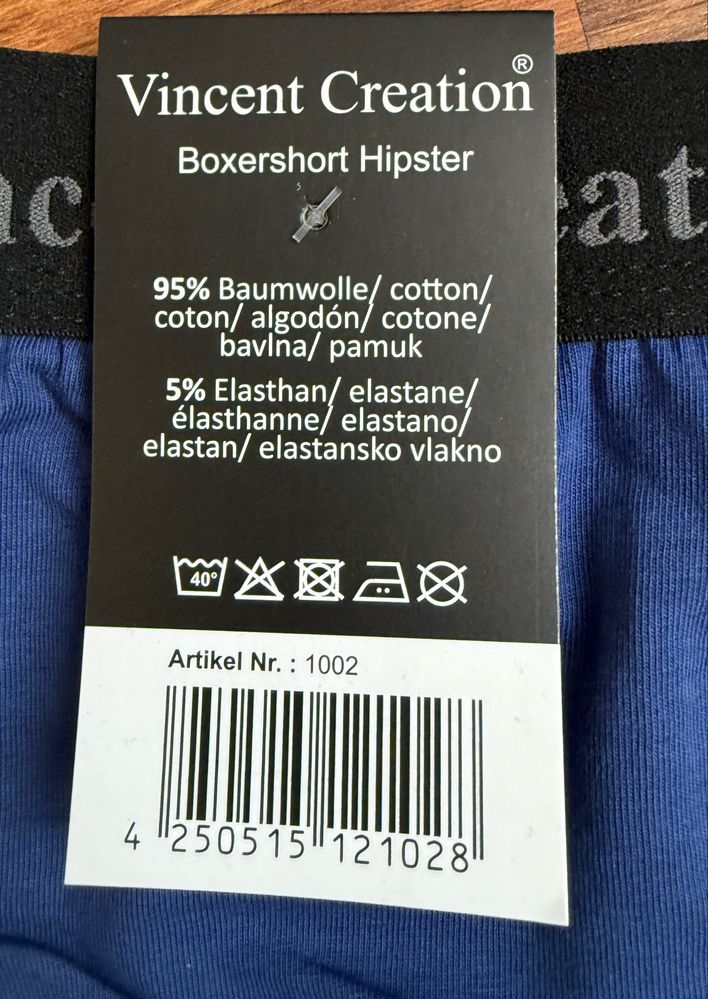 Vincent Creation®
Boxershort Hipster
95% Baumwolle/ cotton/
coton/ algodón/ cotone/
bavlna/ pamuk
5% Elasthan/ elastane/
élasthanne/ elastano/
elastan/ elastansko vlakno
40°
Artikel Nr. : 1002
4 250515 121028